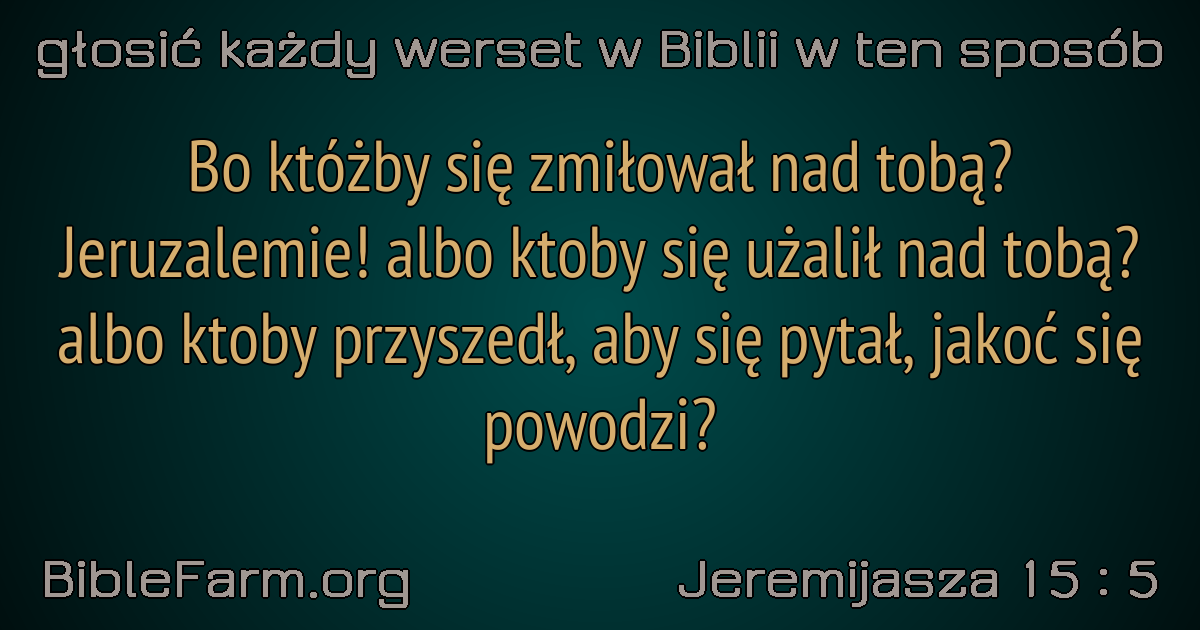 głosić każdy werset w Biblii w ten sposób
Bo któżby się zmiłował nad tobą?
Jeruzalemie! albo ktoby się użalił nad tobą?
albo ktoby przyszedł, aby się pytał, jakoć się
powodzi?
BibleFarm.org
Jeremijasza 15 : 5